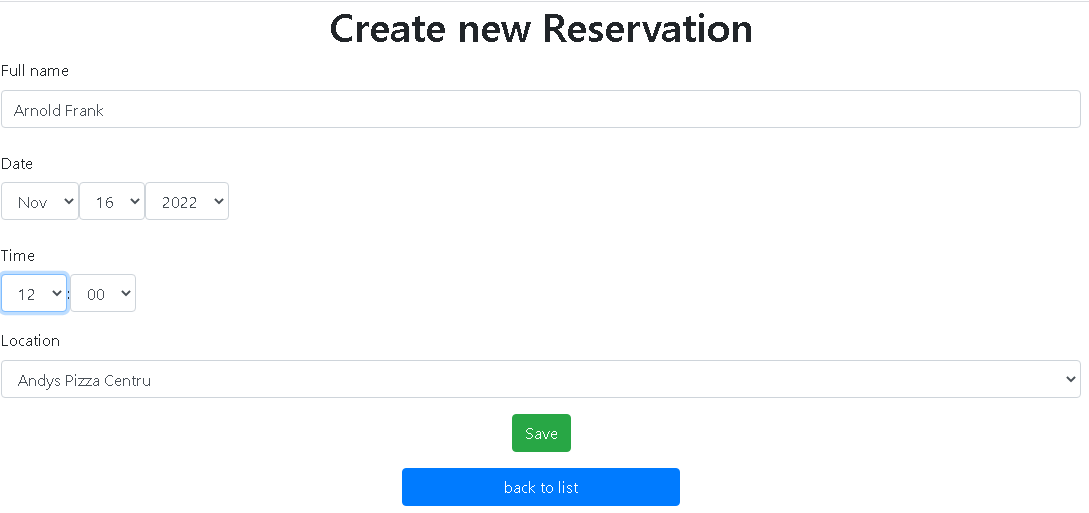 Create new Reservation
Full name
Arnold Frank
Date
Nov 16 2022
Time
12 : 00
Location
Andys Pizza Centru
Save
back to list